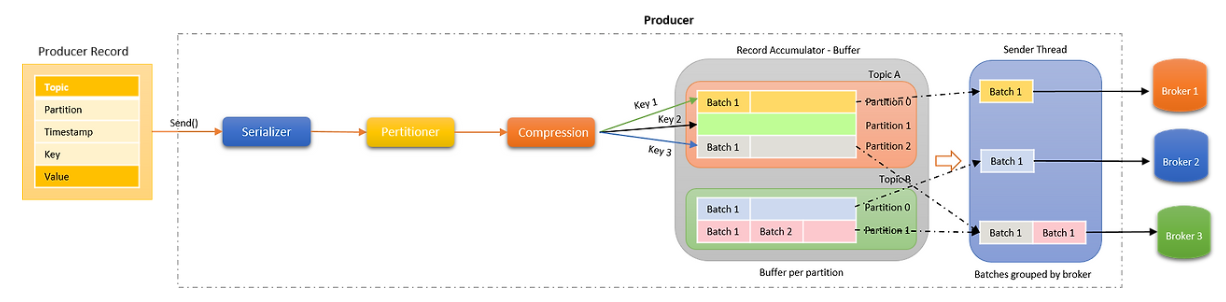 Producer
Producer Record
Topic
Partition
Timestamp
Key
Value
Send()
Serializer
Pertitioner
Compression
Key 1
Key 2
Key 3
Record Accumulator - Buffer
Topic A
Batch 1
Partition 0
Partition 1
Batch 1
Partition 2
Topic B
Batch 1
Partition 0
Batch 1
Batch 2
Partition 1
Buffer per partition
Sender Thread
Batch 1
Batch 1
Batch 1
Batch 1
Batches grouped by broker
Broker 1
Broker 2
Broker 3